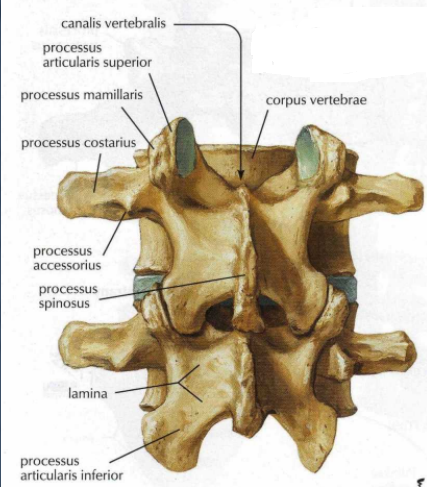 canalis vertebralis
processus
articularis superior
processus mamillaris
corpus vertebrae
processus costarius
processus
accessorius
processus
spinosus
lamina
processus
articularis inferior